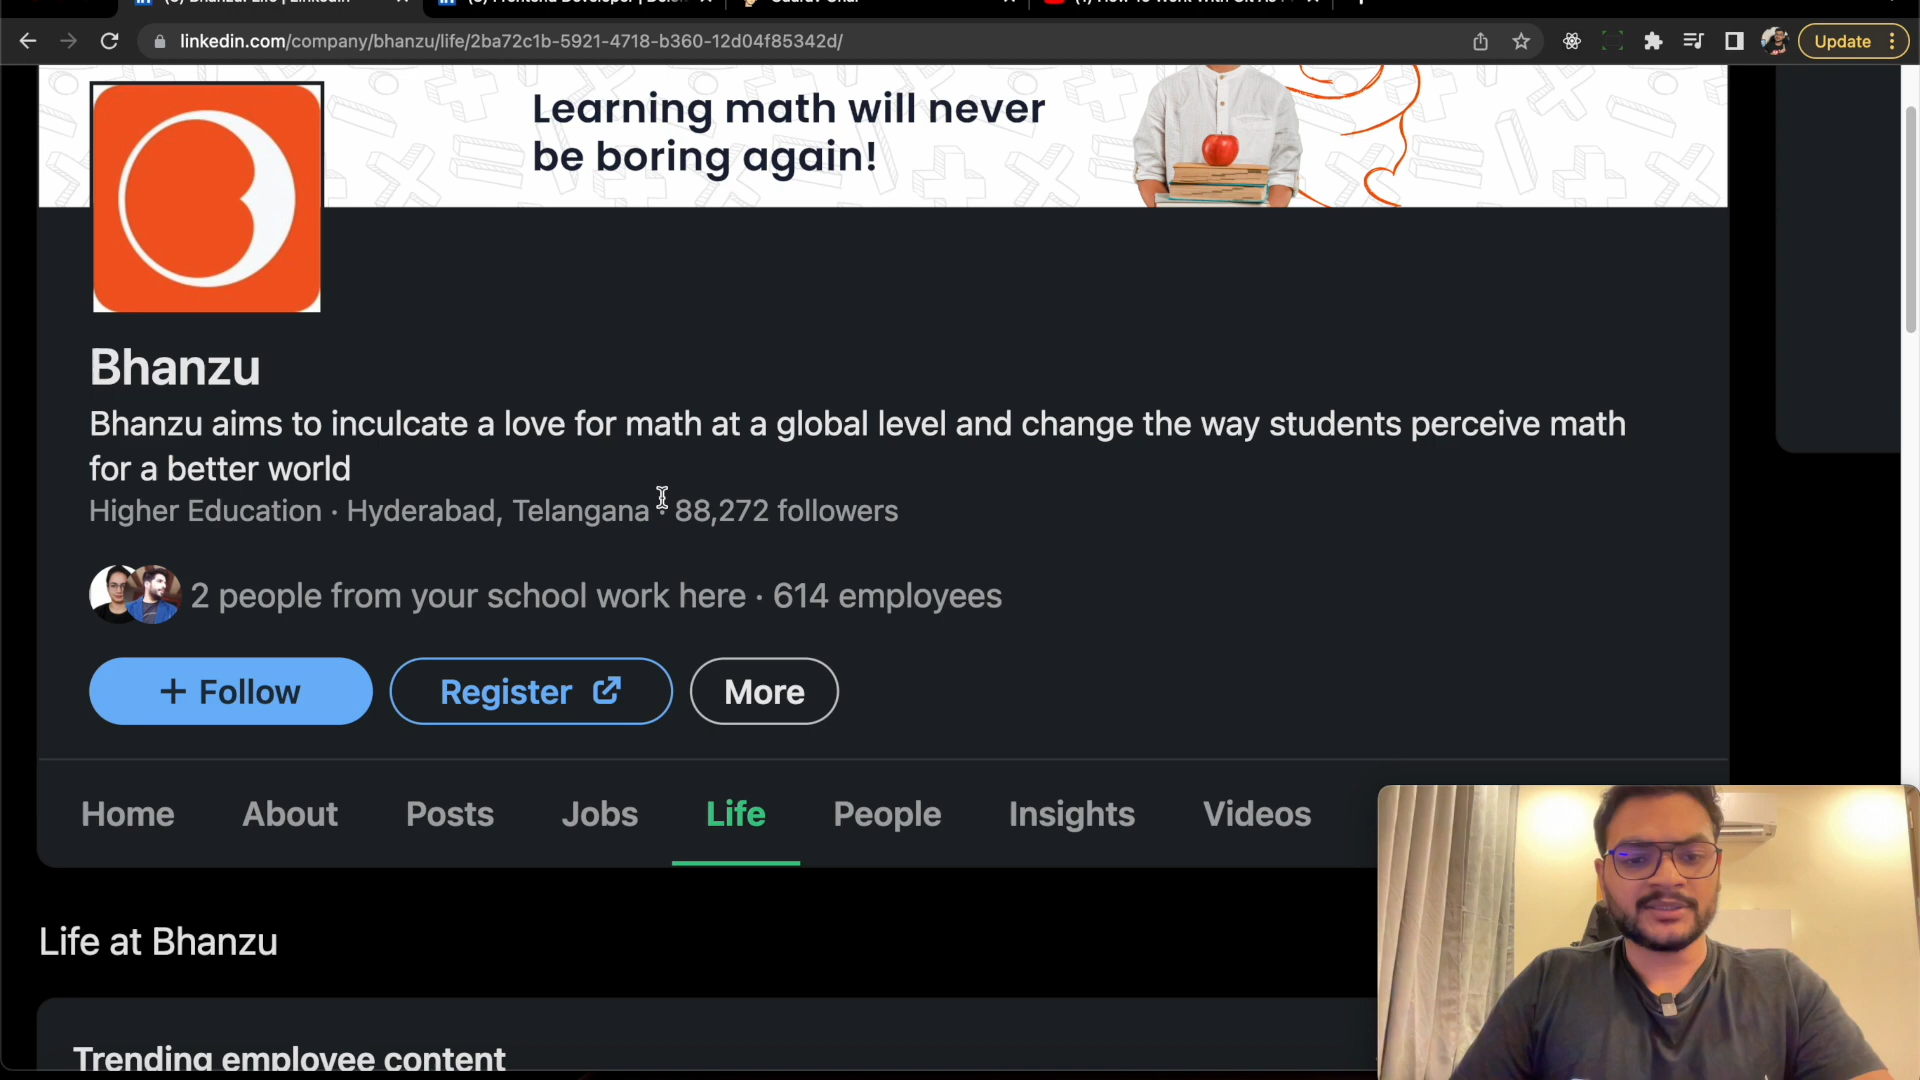 linkedin.com/company/bhanzu/life/2ba72c1b-5921-4718-b360-12d04f85342d/
Update
Learning math will never
be boring again!
Bhanzu
Bhanzu aims to inculcate a love for math at a global level and change the way students perceive math
for a better world
Higher Education · Hyderabad, Telangana · 88,272 followers
2 people from your school work here · 614 employees
+ Follow
Register
More
Home
About
Posts
Jobs
Life
People
Insights
Videos
Life at Bhanzu
Trending employee content